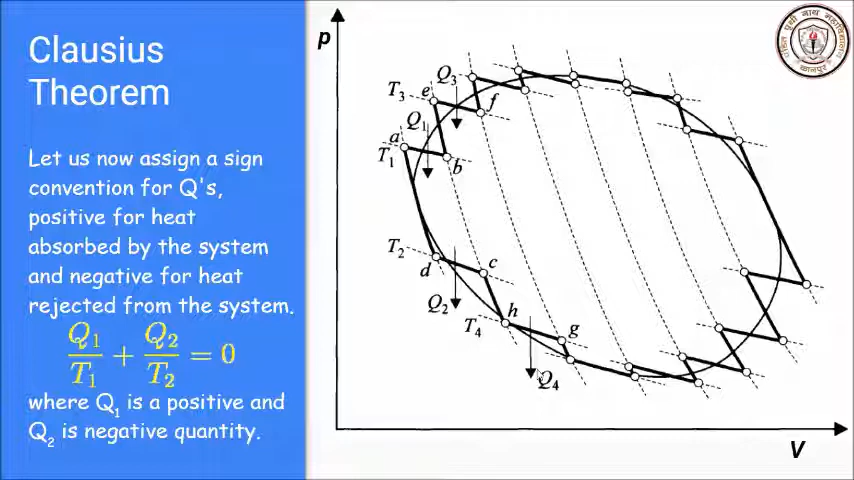 Clausius
Theorem
Let us now assign a sign
convention for Q's,
positive for heat
absorbed by the system
and negative for heat
rejected from the system.
Q₁/T₁ + Q₂/T₂ = 0
where Q₁ is a positive and
Q₂ is negative quantity.
p
Q₃
T₃
e
f
Q₁
a
T₁
b
T₂
d
c
Q₂
h
T₄
g
Q₄
V